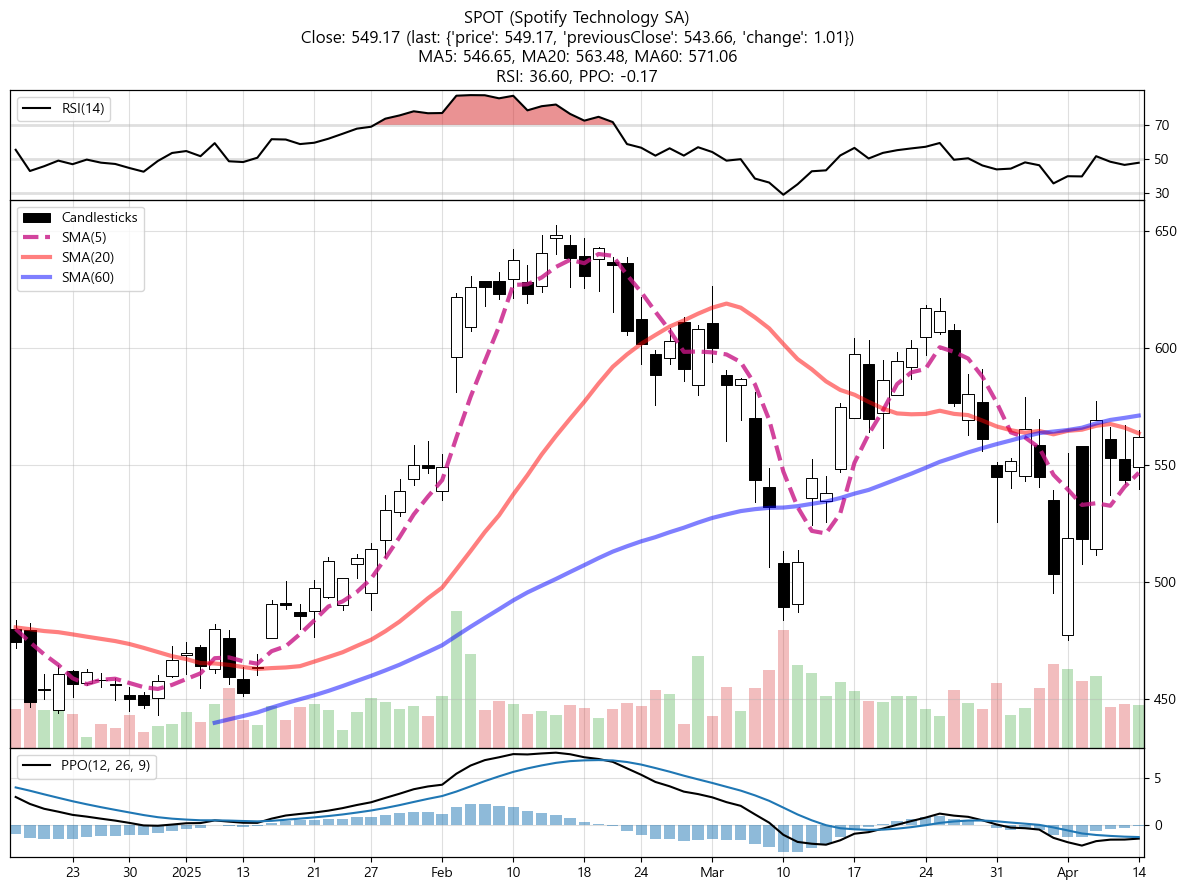 SPOT (Spotify Technology SA)
Close: 549.17 (last: {'price': 549.17, 'previousClose': 543.66, 'change': 1.01})
MA5: 546.65, MA20: 563.48, MA60: 571.06
RSI: 36.60, PPO: -0.17
RSI(14)
70
50
30
Candlesticks
SMA(5)
SMA(20)
SMA(60)
650
600
550
500
450
PPO(12, 26, 9)
5
0
23 30 2025 13 21 27 Feb 10 18 24 Mar 10 17 24 31 Apr 14